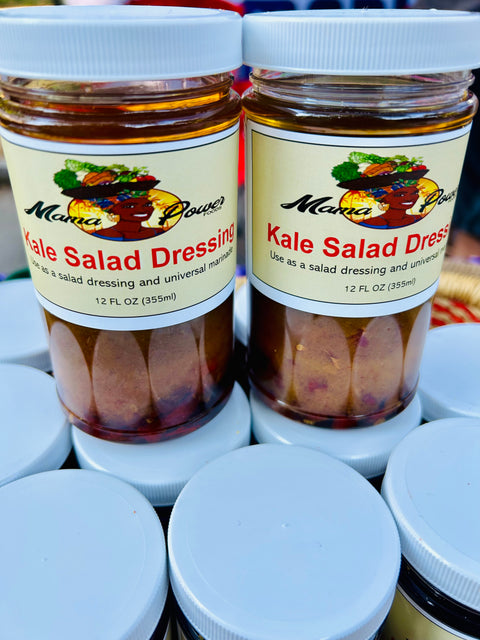 Mama Power
FOODS
Kale Salad Dressing
Use as a salad dressing and universal marinade
12 FL OZ (355ml)
Mama Power
Kale Salad Dress
Use as a salad dressing and universal
12 FL OZ (355ml)